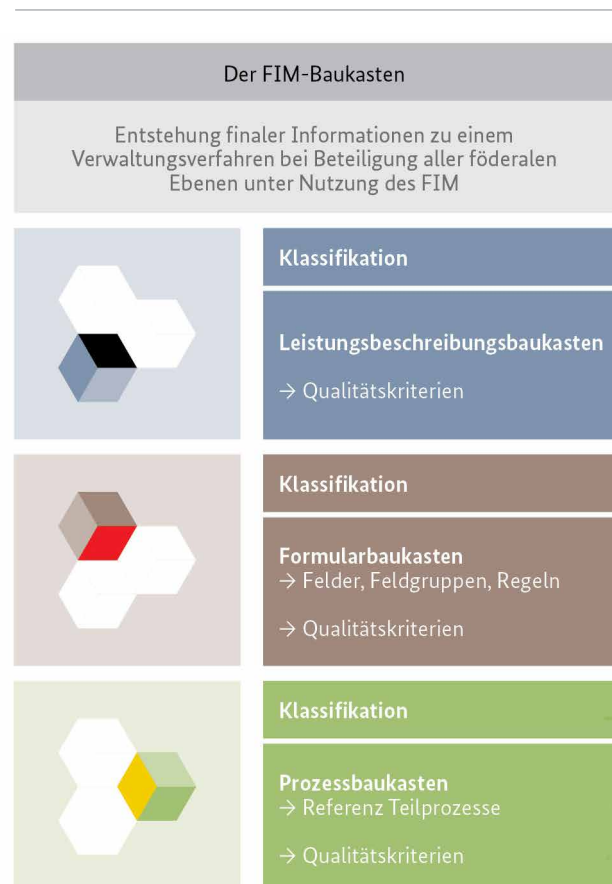 Der FIM-Baukasten
Entstehung finaler Informationen zu einem
Verwaltungsverfahren bei Beteiligung aller föderalen
Ebenen unter Nutzung des FIM
Klassifikation
Leistungsbeschreibungsbaukasten
→ Qualitätskriterien
Klassifikation
Formularbaukasten
→ Felder, Feldgruppen, Regeln
→ Qualitätskriterien
Klassifikation
Prozessbaukasten
→ Referenz Teilprozesse
→ Qualitätskriterien